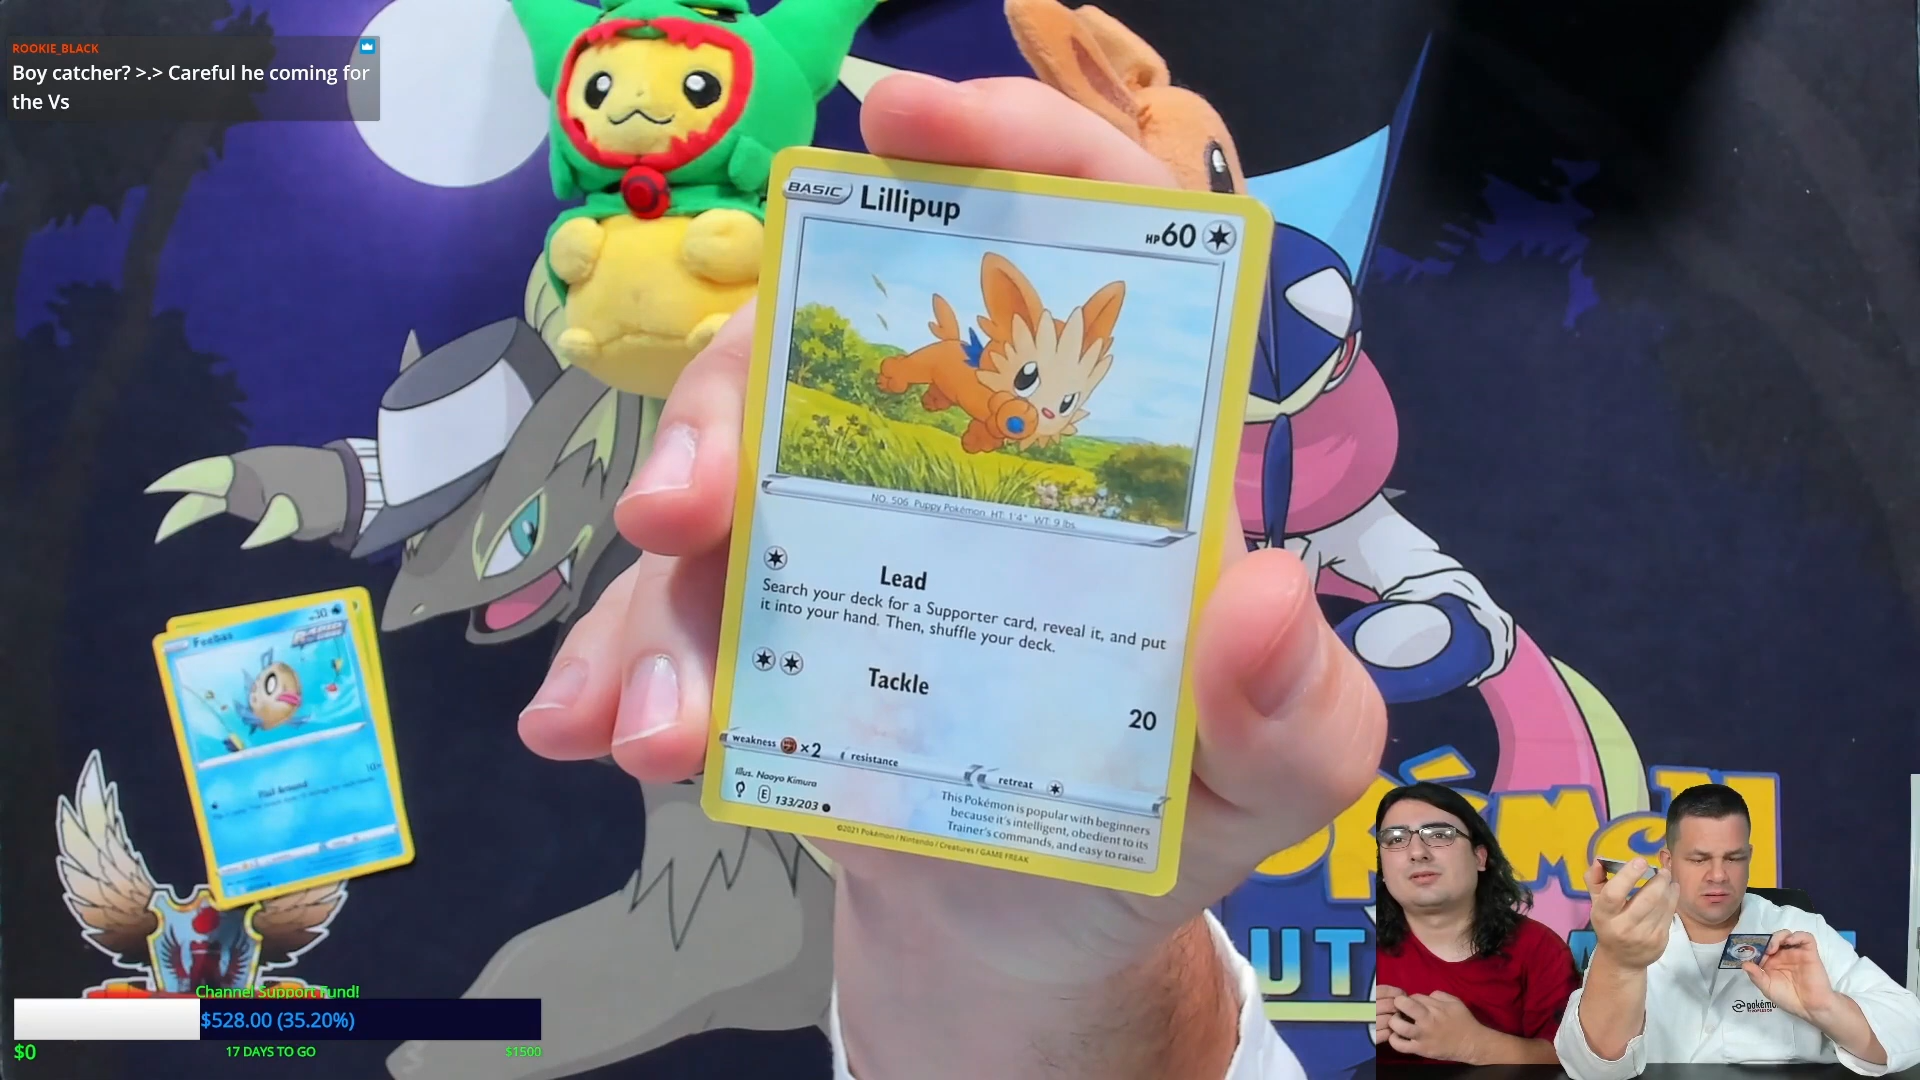 ROOKIE_BLACK
Boy catcher? >.> Careful he coming for
the Vs
BASIC
Lillipup
HP60
NO. 506 Puppy Pokémon HT: 1'4" WT: 9 lbs.
Lead
Search your deck for a Supporter card, reveal it, and put
it into your hand. Then, shuffle your deck.
Tackle
20
weakness ×2
resistance
retreat
Illus. Naoyo Kimura
E 133/203
This Pokémon is popular with beginners
because it's intelligent, obedient to its
Trainer's commands, and easy to raise.
©2021 Pokémon / Nintendo / Creatures / GAME FREAK
Feebas
30
Flail Around
Channel Support Fund!
$528.00 (35.20%)
$0
17 DAYS TO GO
$1500